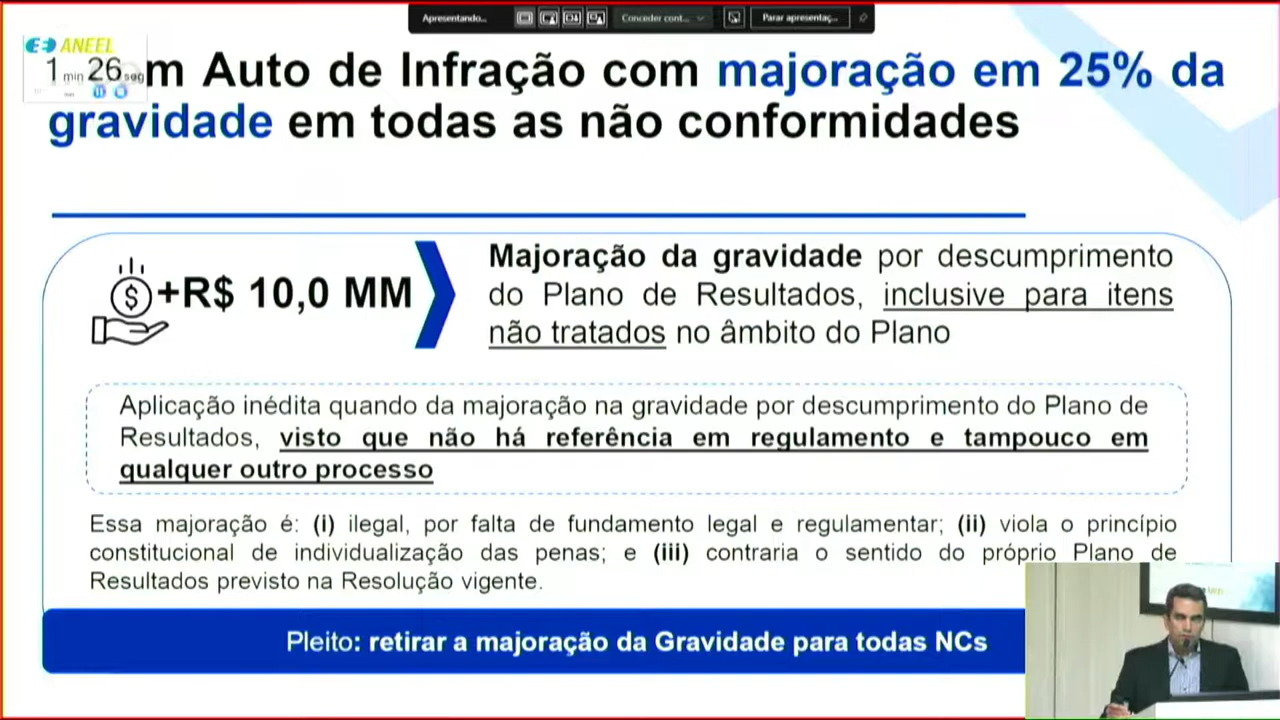 Apresentando...
Conceder cont...
Parar apresentaç...
ANEEL
1 min 26 seg
m Auto de Infração com majoração em 25% da
gravidade em todas as não conformidades
+R$ 10,0 MM
Majoração da gravidade por descumprimento
do Plano de Resultados, inclusive para itens
não tratados no âmbito do Plano
Aplicação inédita quando da majoração na gravidade por descumprimento do Plano de
Resultados, visto que não há referência em regulamento e tampouco em
qualquer outro processo
Essa majoração é: (i) ilegal, por falta de fundamento legal e regulamentar; (ii) viola o princípio
constitucional de individualização das penas; e (iii) contraria o sentido do próprio Plano de
Resultados previsto na Resolução vigente.
Pleito: retirar a majoração da Gravidade para todas NCs